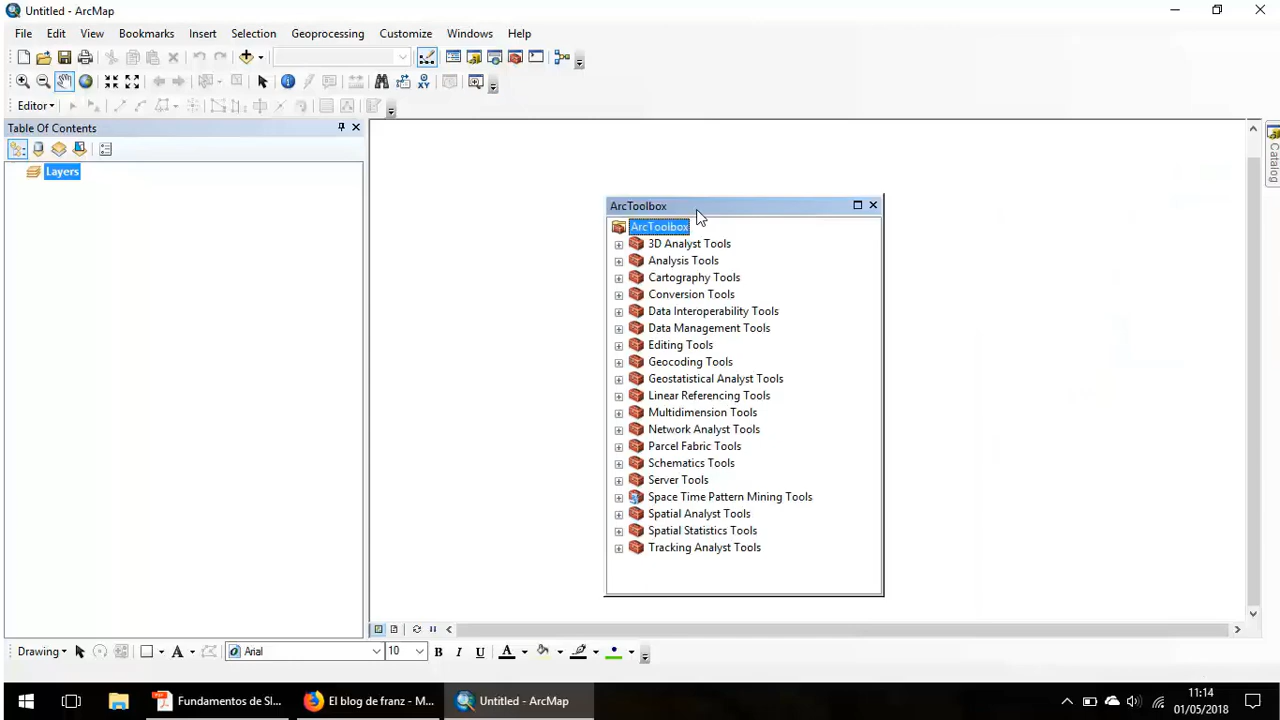 Untitled - ArcMap
File Edit View Bookmarks Insert Selection Geoprocessing Customize Windows Help
Editor
Table Of Contents
Layers
Catalog
ArcToolbox
ArcToolbox
3D Analyst Tools
Analysis Tools
Cartography Tools
Conversion Tools
Data Interoperability Tools
Data Management Tools
Editing Tools
Geocoding Tools
Geostatistical Analyst Tools
Linear Referencing Tools
Multidimension Tools
Network Analyst Tools
Parcel Fabric Tools
Schematics Tools
Server Tools
Space Time Pattern Mining Tools
Spatial Analyst Tools
Spatial Statistics Tools
Tracking Analyst Tools
Drawing A Arial 10 B I U A
Fundamentos de SI... El blog de franz - M... Untitled - ArcMap 11:14
01/05/2018